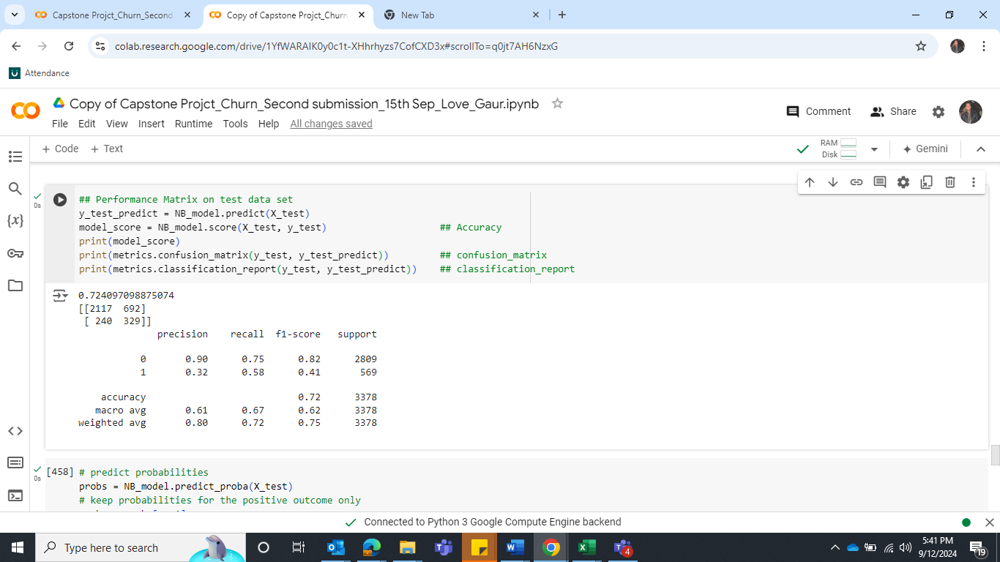 Capstone Projct_Churn_Second
Copy of Capstone Projct_Churn
New Tab
colab.research.google.com/drive/1YfWARAIK0y0c1t-XHhrhyzs7CofCXD3x#scrollTo=q0jt7AH6NzxG
Attendance
Copy of Capstone Projct_Churn_Second submission_15th Sep_Love_Gaur.ipynb
Comment
Share
File Edit View Insert Runtime Tools Help All changes saved
+ Code + Text
RAM
Disk
Gemini
0s
## Performance Matrix on test data set
y_test_predict = NB_model.predict(X_test)
model_score = NB_model.score(X_test, y_test) ## Accuracy
print(model_score)
print(metrics.confusion_matrix(y_test, y_test_predict)) ## confusion_matrix
print(metrics.classification_report(y_test, y_test_predict)) ## classification_report
0.724097098875074
[[2117 692]
[ 240 329]]
precision recall f1-score support
0 0.90 0.75 0.82 2809
1 0.32 0.58 0.41 569
accuracy 0.72 3378
macro avg 0.61 0.67 0.62 3378
weighted avg 0.80 0.72 0.75 3378
0s
[458] # predict probabilities
probs = NB_model.predict_proba(X_test)
# keep probabilities for the positive outcome only
Connected to Python 3 Google Compute Engine backend
Type here to search
4
5:41 PM
9/12/2024
19